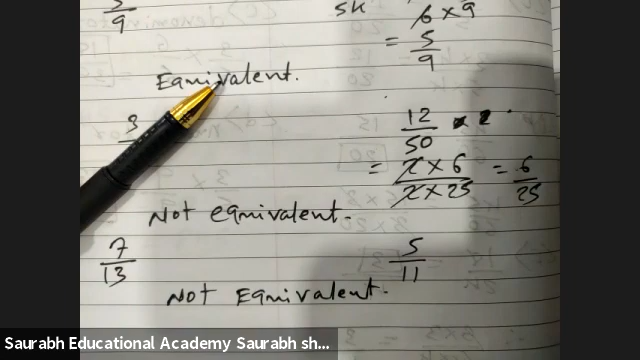 5/9 5k 6 × 9
= 5/9
Equivalent.
3 12/50
= 2 × 6 / 2 × 25 = 6/25
Not equivalent.
7/13 5/11
Not Equivalent.
Saurabh Educational Academy Saurabh sh...